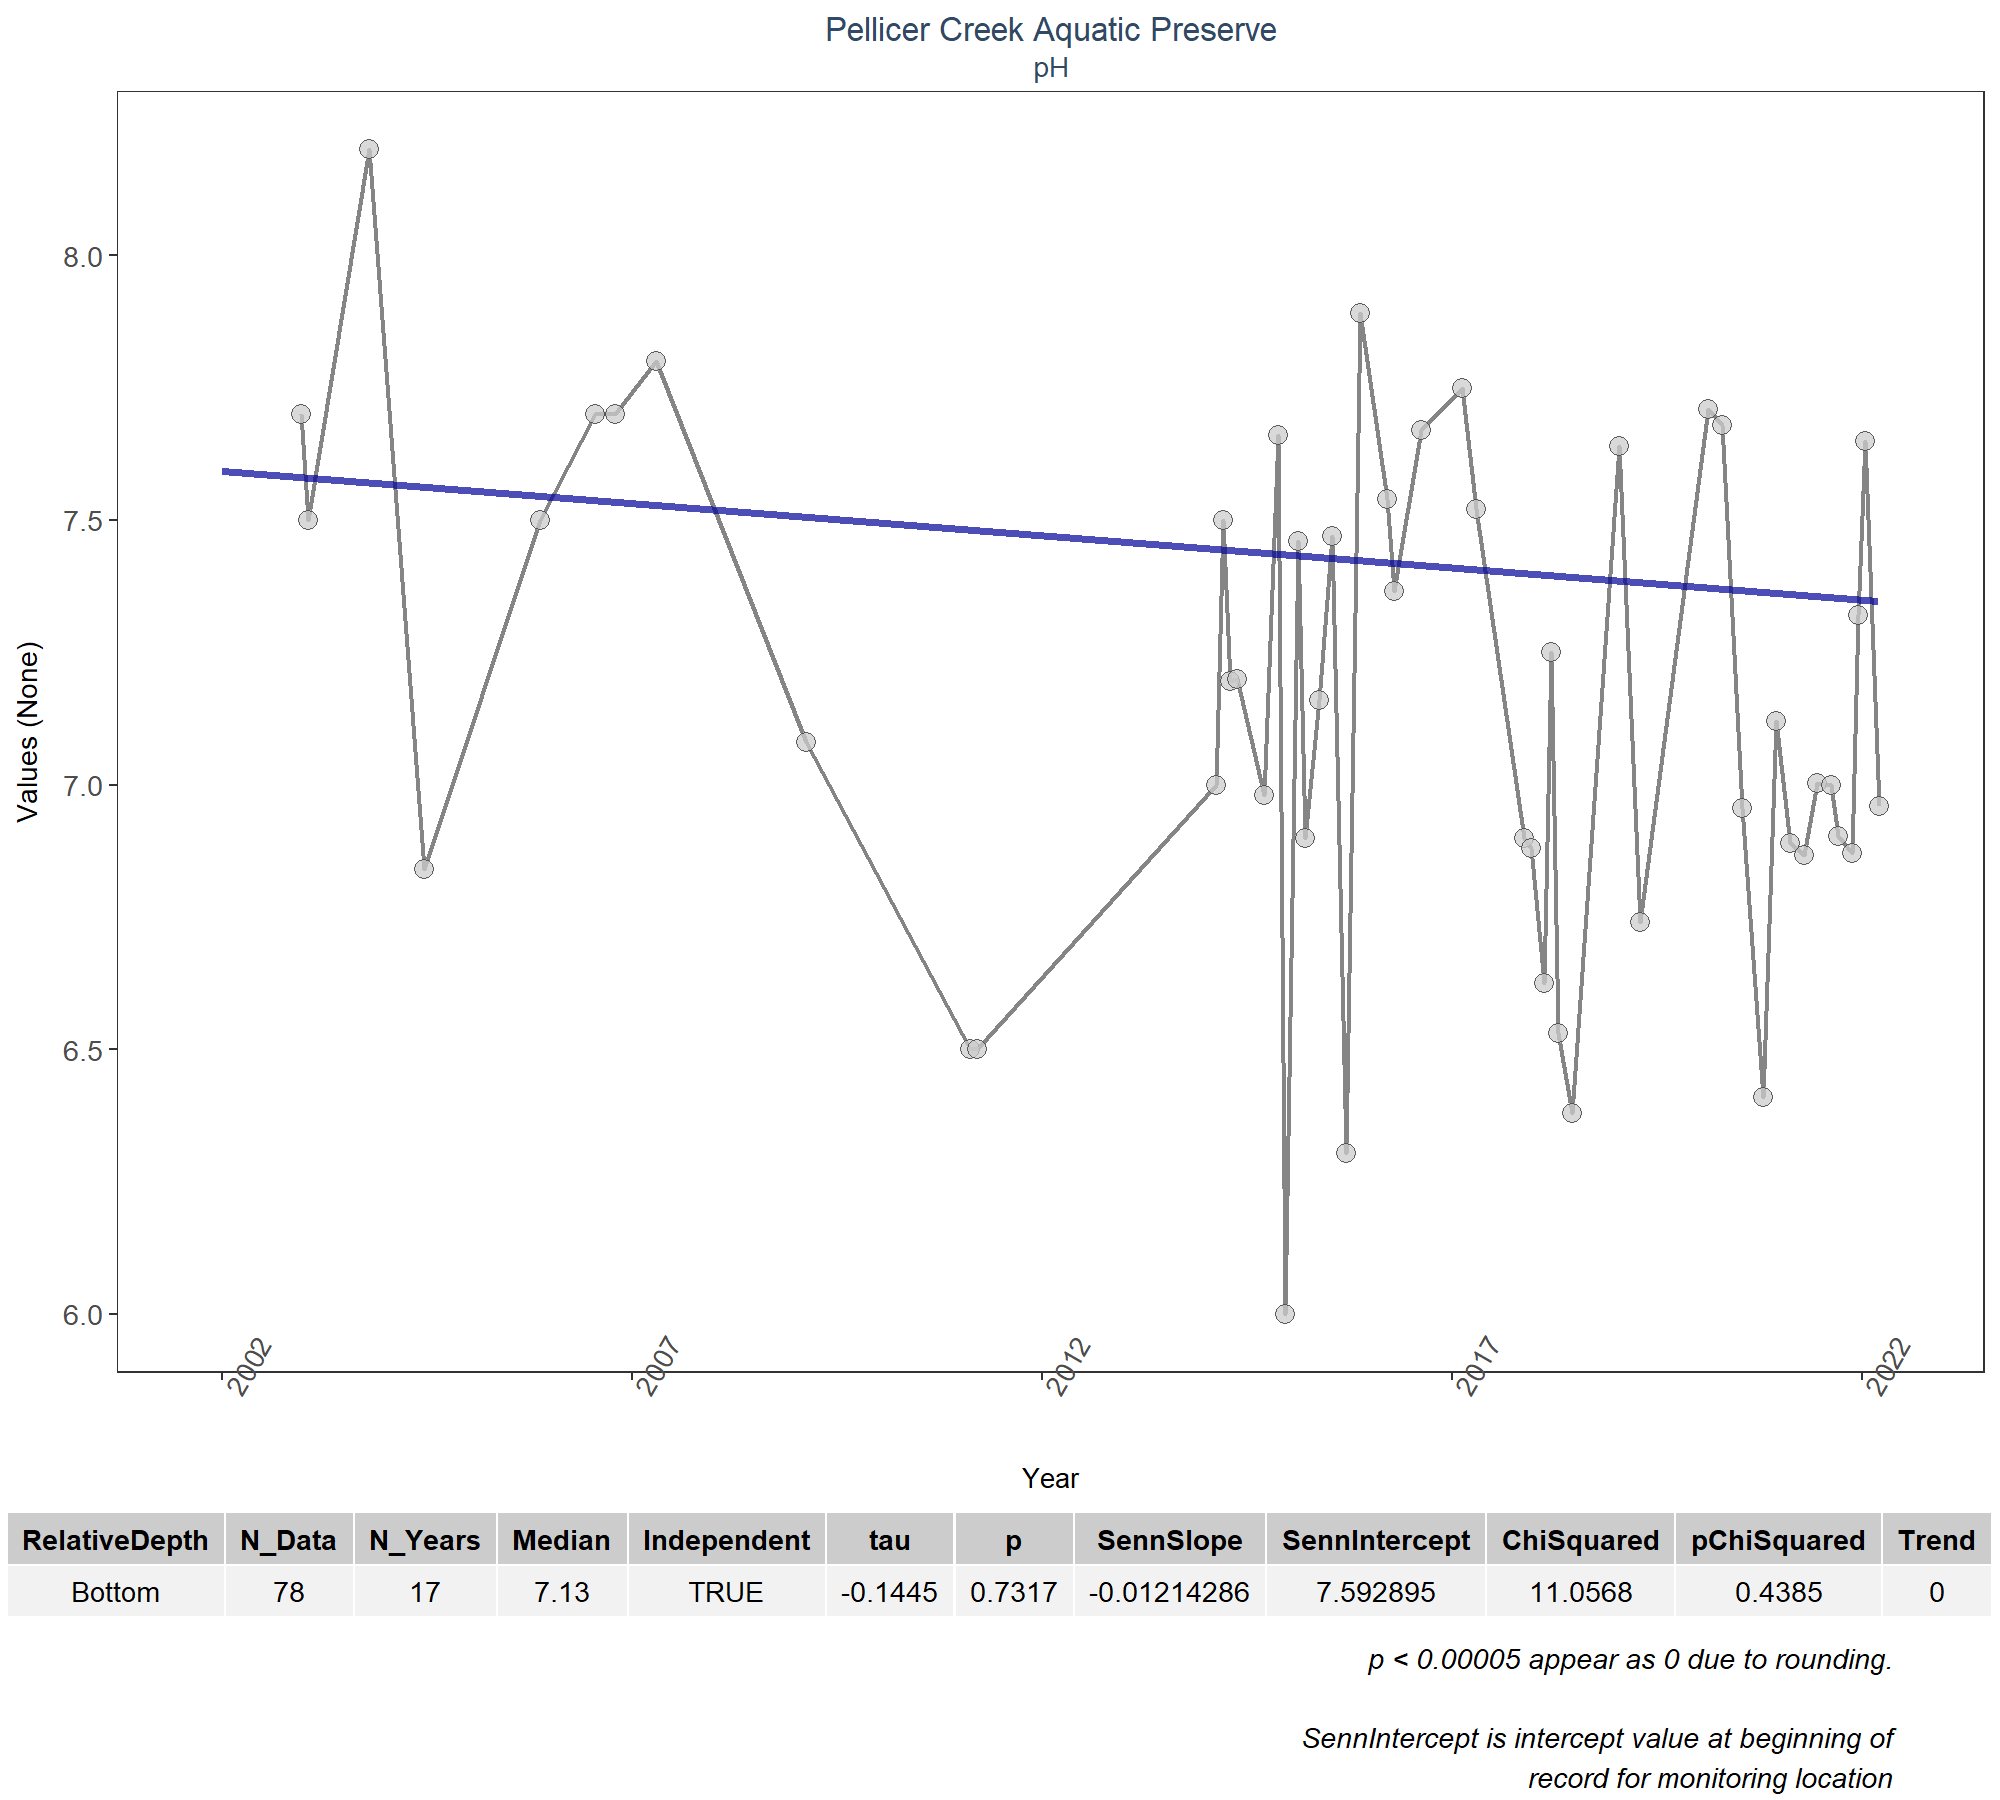 Pellicer Creek Aquatic Preserve
pH
8.0
7.5
7.0
6.5
6.0
Values (None)
2002 2007 2012 2017 2022
Year
RelativeDepth N_Data N_Years Median Independent tau p SennSlope SennIntercept ChiSquared pChiSquared Trend
Bottom 78 17 7.13 TRUE -0.1445 0.7317 -0.01214286 7.592895 11.0568 0.4385 0
p < 0.00005 appear as 0 due to rounding.
SennIntercept is intercept value at beginning of
record for monitoring location